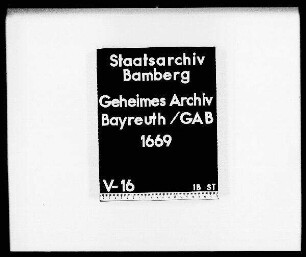 Staatsarchiv
Bamberg
Geheimes Archiv
Bayreuth /GAB
1669
V-16 18 ST